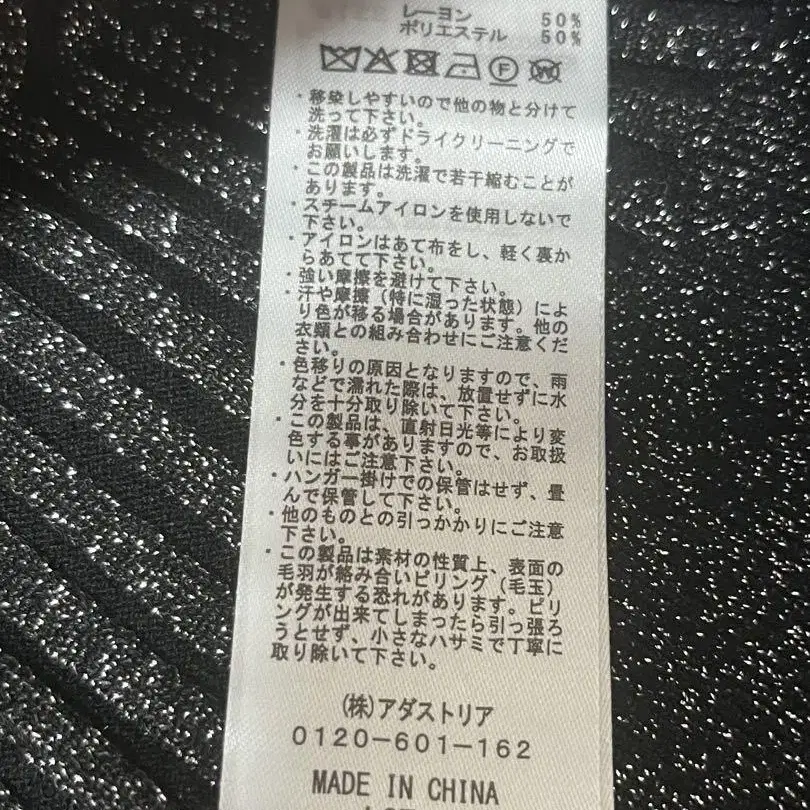 レーヨン 50%
ポリエステル 50%
F W
・移染しやすいので他の物と分けて
洗って下さい。
・洗濯は必ずドライクリーニングで
お願いします。
・この製品は洗濯で若干縮むことが
あります。
・スチームアイロンを使用しないで
下さい。
・アイロンはあて布をし、軽く裏か
らあてて下さい。
・強い摩擦を避けて下さい。
・汗や摩擦（特に湿った状態）によ
り色が移る場合があります。他の
衣類との組み合わせにご注意くだ
さい。
・色移りの原因となりますので、雨
などで濡れた際は、放置せずに水
分を十分取り除いて下さい。
・この製品は、直射日光等により変
色する事がありますので、お取扱
いにはご注意下さい。
・ハンガー掛けでの保管はせず、畳
んで保管して下さい。
・他のものとの引っかかりにご注意
下さい。
・この製品は素材の性質上、表面の
毛羽が絡み合いピリング（毛玉）
が発生する恐れがあります。ピリ
ングが出来てしまったら引っ張ろ
うとせず、小さなハサミで丁寧に
取り除いて下さい。
(株)アダストリア
0120-601-162
MADE IN CHINA